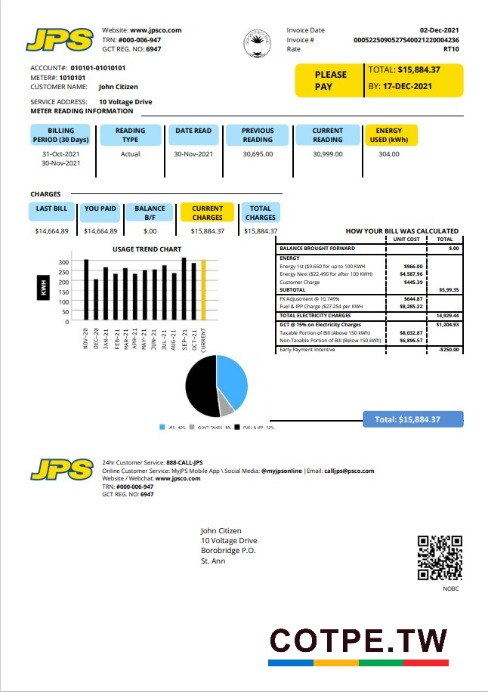 JPS
Website: www.jpsco.com
TRN: #000-006-947
GCT REG. NO: 6947
Invoice Date 02-Dec-2021
Invoice # 0005225090527540021220004236
Rate RT10
ACCOUNT#: 010101-01010101
METER#: 1010101
CUSTOMER NAME: John Citizen
PLEASE PAY
TOTAL: $15,884.37
BY: 17-DEC-2021
SERVICE ADDRESS: 10 Voltage Drive
METER READING INFORMATION
BILLING PERIOD (30 Days) READING TYPE DATE READ PREVIOUS READING CURRENT READING ENERGY USED (kWh)
31-Oct-2021 Actual 30-Nov-2021 30,695.00 30,999.00 304.00
30-Nov-2021
CHARGES
LAST BILL YOU PAID BALANCE B/F CURRENT CHARGES TOTAL CHARGES
$14,664.89 $14,664.89 $.00 $15,884.37 $15,884.37
HOW YOUR BILL WAS CALCULATED
UNIT COST TOTAL
BALANCE BROUGHT FORWARD $.00
ENERGY
Energy 1st ($9.660 for up to 100 KWH $966.00
Energy Next ($22.490 for after 100 KWH) $4,587.96
Customer Charge $445.39
SUBTOTAL $5,99.35
FX Adjustment @ 10.749% $644.87
Fuel & IPP Charge ($27.254 per KWH) $8,285.22
TOTAL ELECTRICITY CHARGES 14,929.44
GCT @ 15% on Electricity Charges $1,204.93
Taxable Portion of Bill (Above 150 kWh) $8,032.87
Non-Taxable Portion of Bill (Below 150 kWh) $6,896.57
Early Payment Incentive -$250.00
USAGE TREND CHART
KWH
300
250
200
150
100
50
0
NOV-20 DEC-20 JAN-21 FEB-21 MAR-21 APR-21 MAY-21 JUN-21 JUL-21 AUG-21 SEP-21 OCT-21 CURRENT
Total: $15,884.37
JPS
24hr Customer Service: 888-CALL-JPS
Online Customer Service: MyJPS Mobile App \ Social Media: @myjpsonline |Email: calljps@psco.com
Website / Webchat: www.jpsco.com
TRN: #000-006-947
GCT REG. NO: 6947
John Citizen
10 Voltage Drive
Borobridge P.O.
St. Ann
NOBC
COTPE.TW